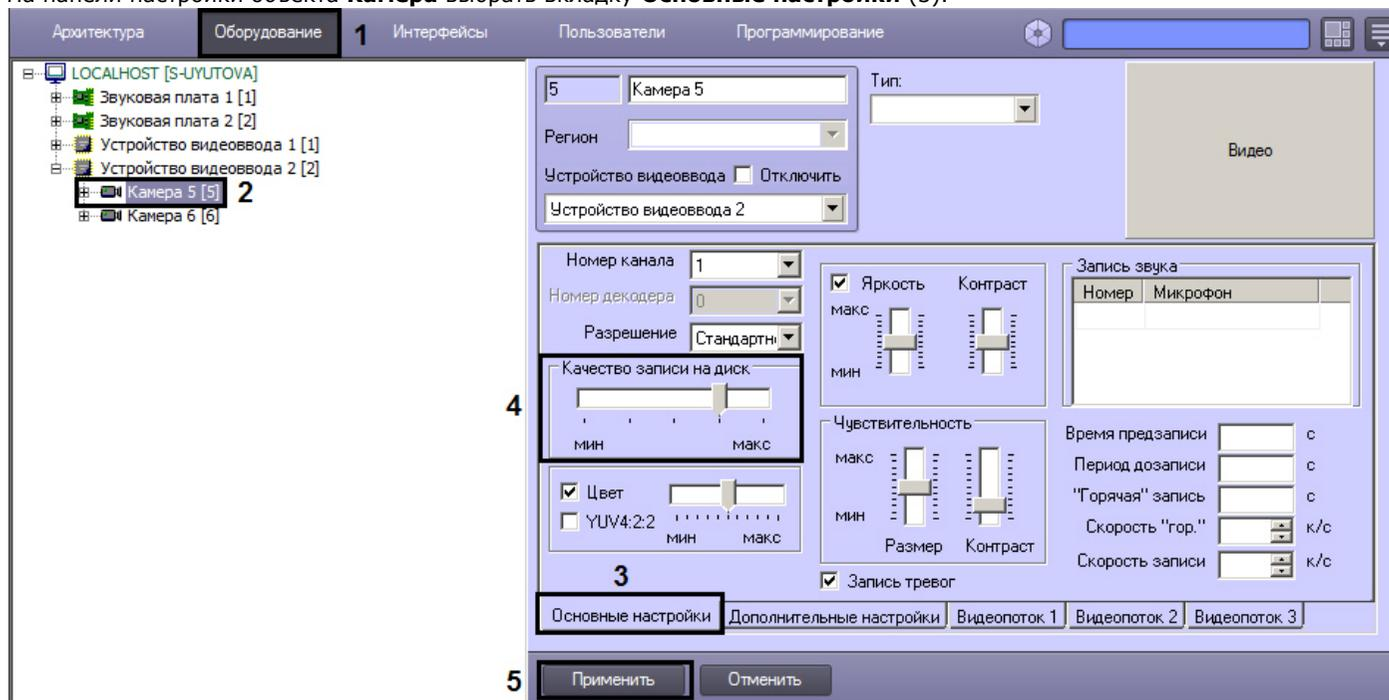 На панели настройки объекта Камера выбрать вкладку Основные настройки (3).
Архитектура Оборудование 1 Интерфейсы Пользователи Программирование
LOCALHOST [S-UYUTOVA]
Звуковая плата 1 [1]
Звуковая плата 2 [2]
Устройство видеоввода 1 [1]
Устройство видеоввода 2 [2]
Камера 5 [5] 2
Камера 6 [6]
5 Камера 5
Тип:
Регион
Устройство видеоввода Отключить
Устройство видеоввода 2
Видео
Номер канала 1
Номер декодера 0
Разрешение Стандартн
4
Качество записи на диск
мин макс
Цвет
YUV4:2:2
мин макс
Яркость Контраст
макс
мин
Чувствительность
макс
мин
Размер Контраст
Запись тревог
Запись звука
Номер Микрофон
Время предзаписи с
Период дозаписи с
"Горячая" запись с
Скорость "гор." к/с
Скорость записи к/с
3
Основные настройки Дополнительные настройки Видеопоток 1 Видеопоток 2 Видеопоток 3
5 Применить Отменить